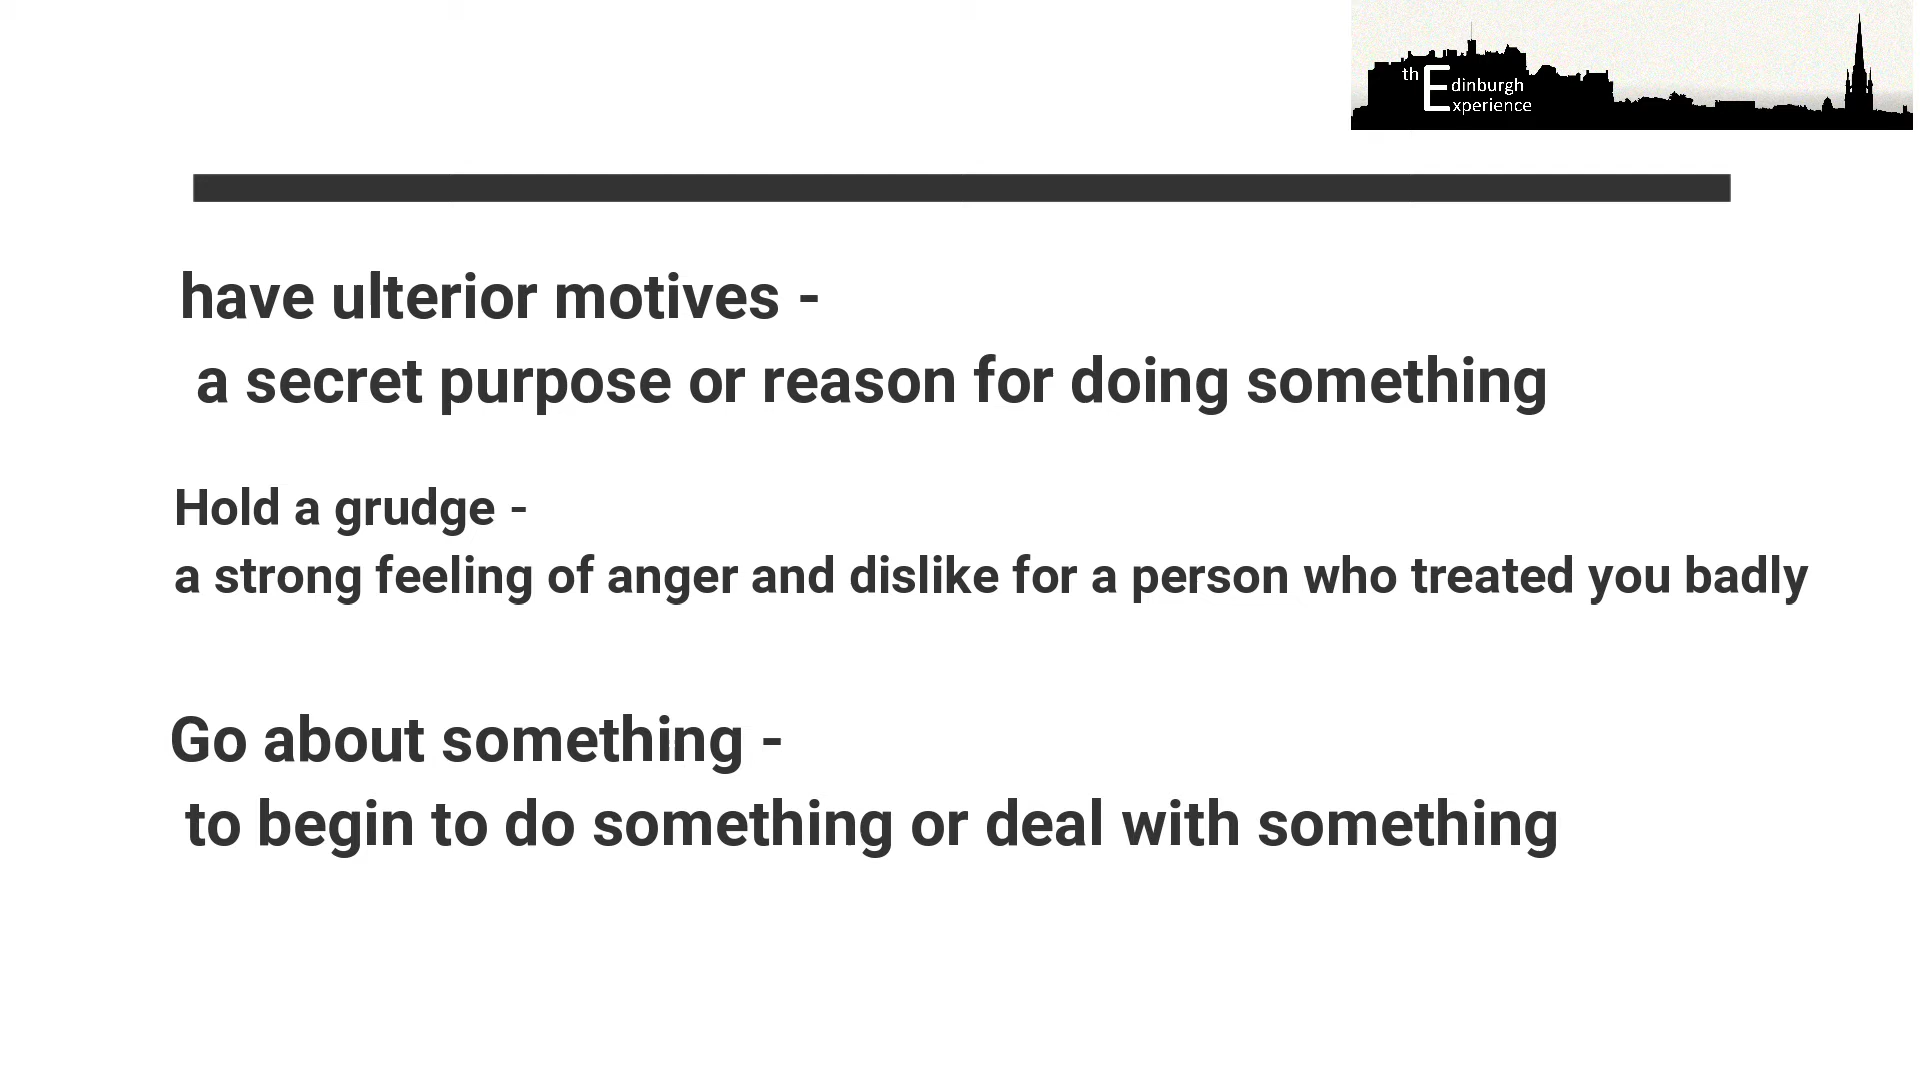 th Edinburgh
Experience
have ulterior motives -
a secret purpose or reason for doing something
Hold a grudge -
a strong feeling of anger and dislike for a person who treated you badly
Go about something -
to begin to do something or deal with something